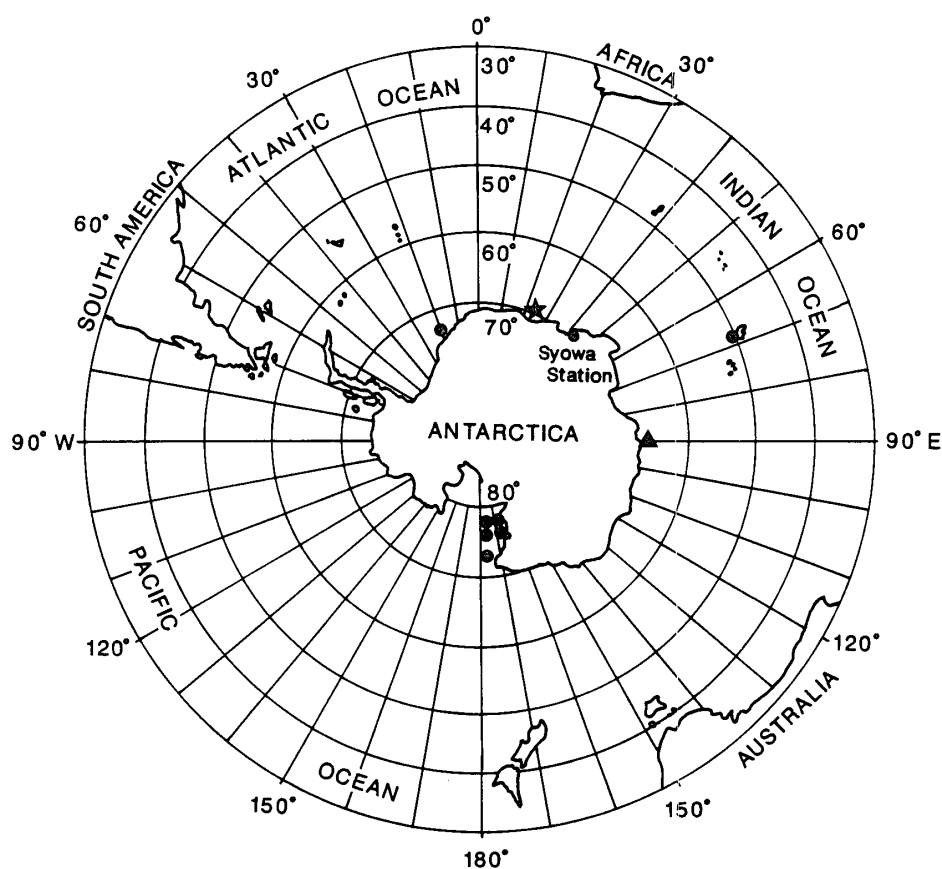 0°
30°
AFRICA
30°
30°
OCEAN
ATLANTIC
40°
50°
60°
70°
INDIAN
OCEAN
60°
SOUTH AMERICA
60°
Syowa
Station
90° W
ANTARCTICA
90° E
80°
PACIFIC
OCEAN
120°
120°
AUSTRALIA
150°
150°
180°